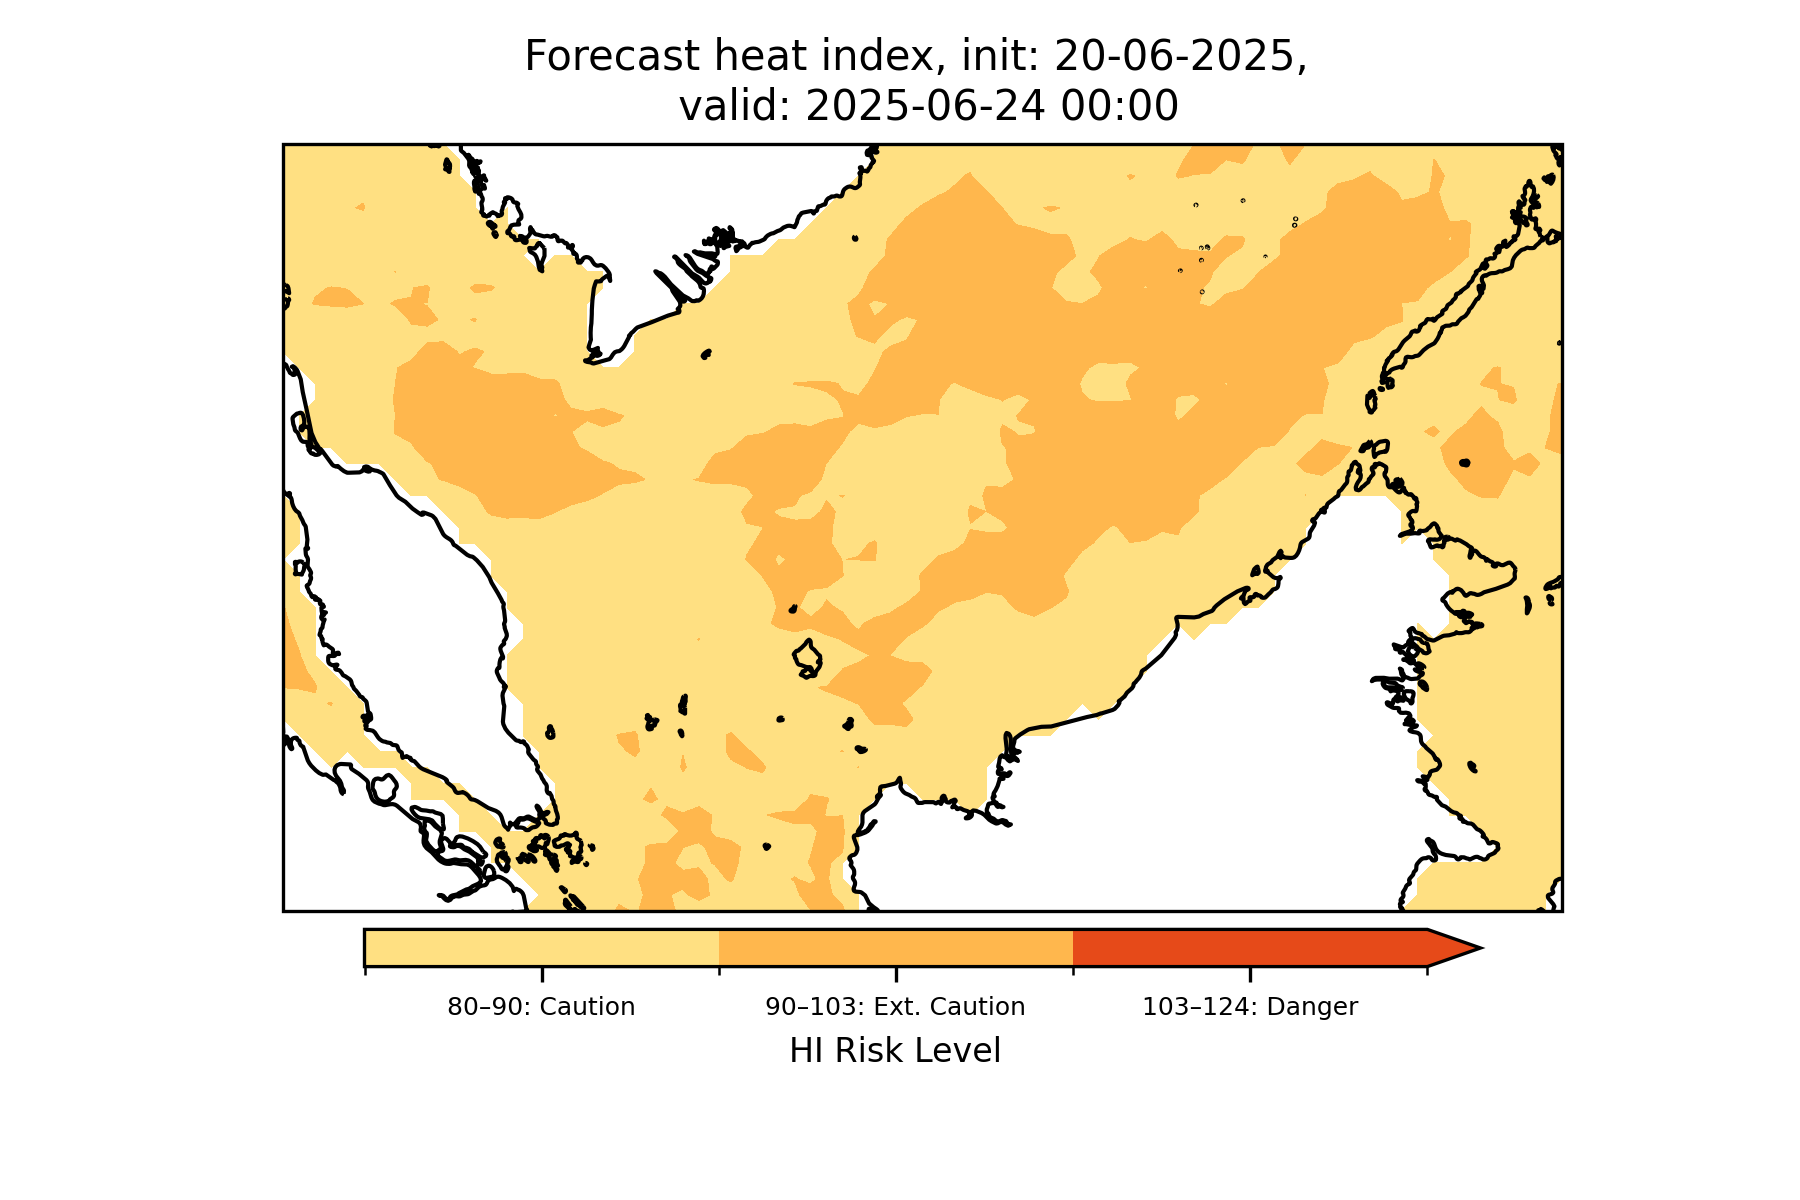 Forecast heat index, init: 20-06-2025,
valid: 2025-06-24 00:00
80–90: Caution
90–103: Ext. Caution
103–124: Danger
HI Risk Level